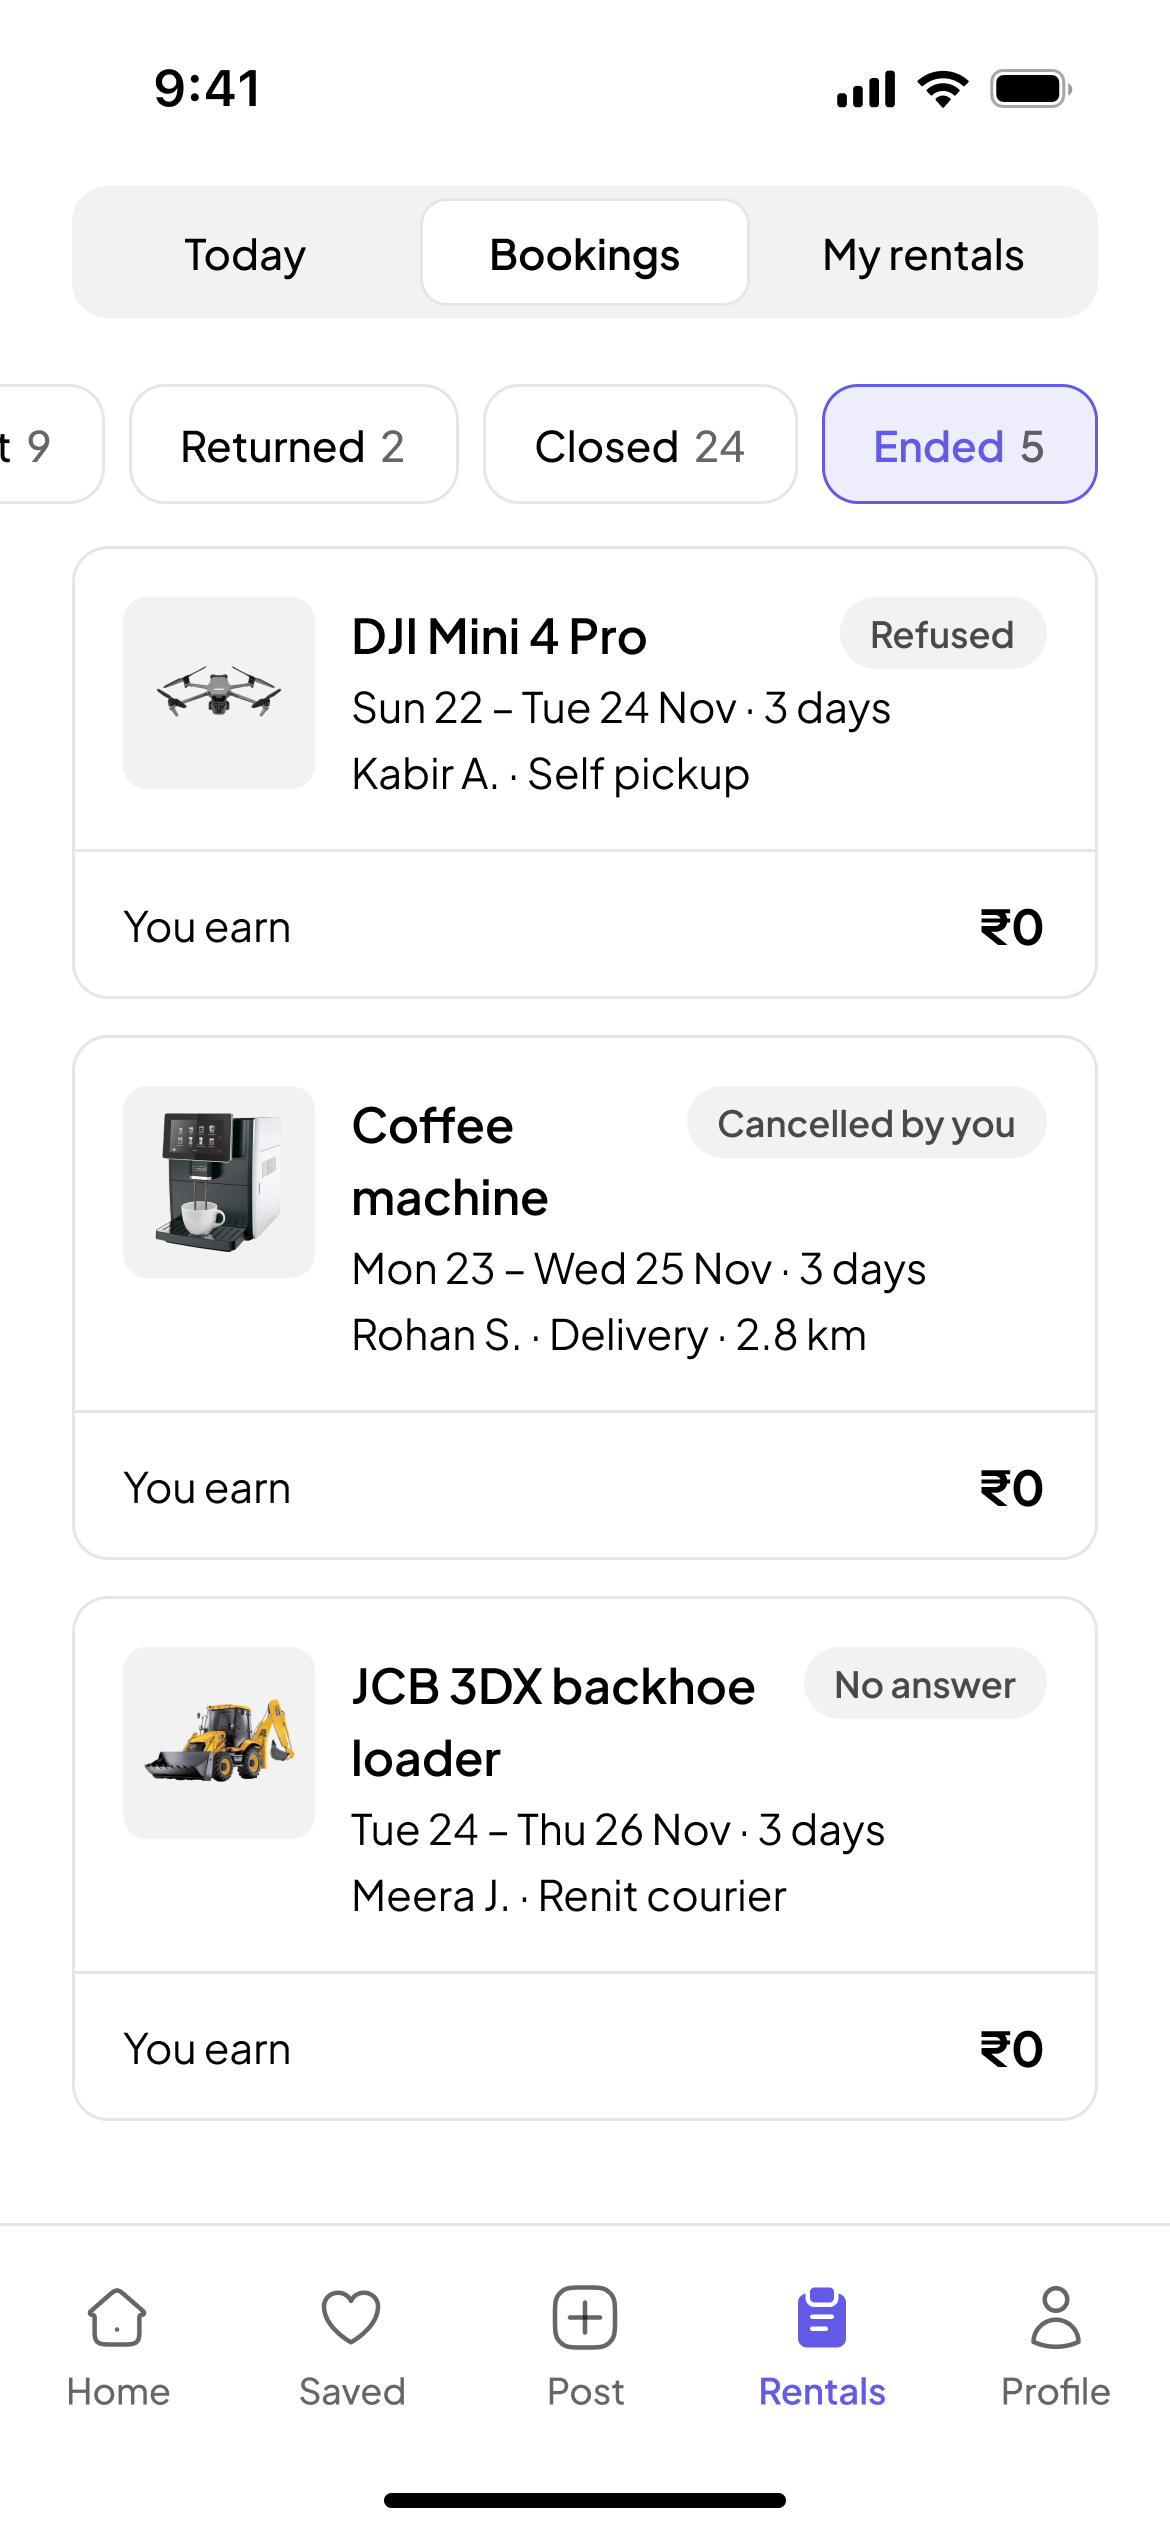 9:41
Today
Bookings
My rentals
t 9
Returned 2
Closed 24
Ended 5
DJI Mini 4 Pro
Refused
Sun 22 – Tue 24 Nov · 3 days
Kabir A. · Self pickup
You earn
₹0
Coffee
machine
Cancelled by you
Mon 23 – Wed 25 Nov · 3 days
Rohan S. · Delivery · 2.8 km
You earn
₹0
JCB 3DX backhoe
loader
No answer
Tue 24 – Thu 26 Nov · 3 days
Meera J. · Renit courier
You earn
₹0
Home
Saved
Post
Rentals
Profile